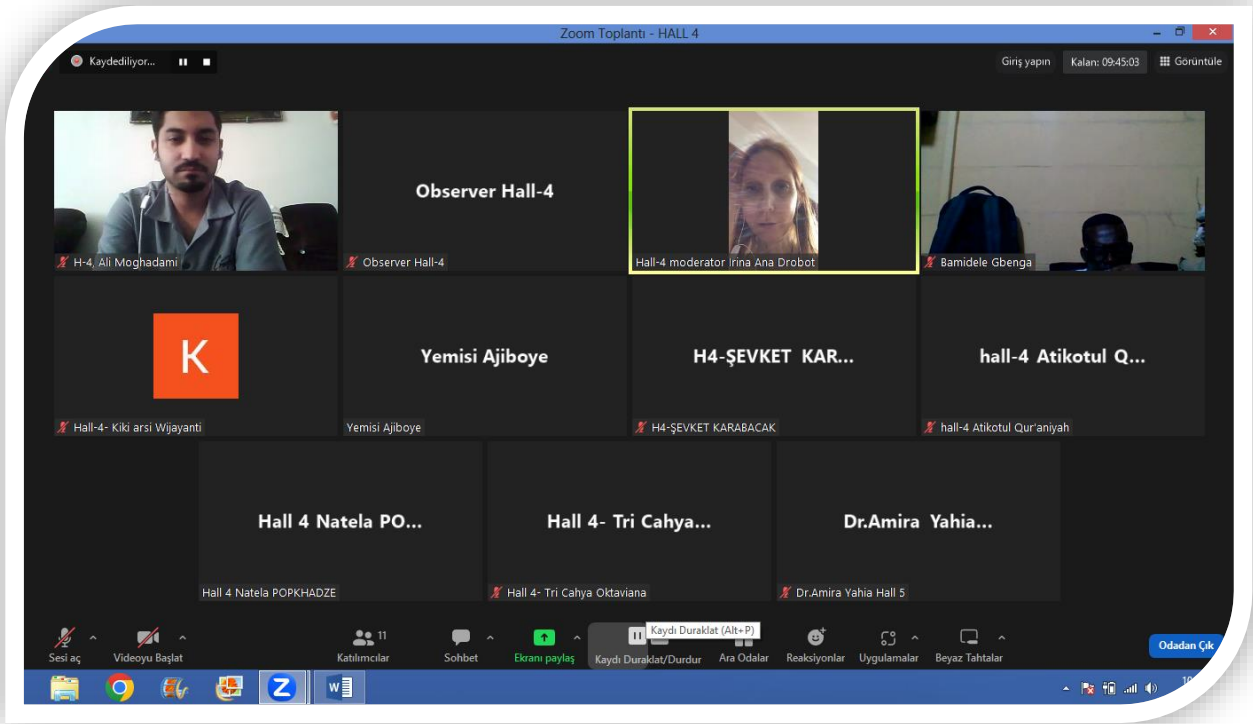 Zoom Toplantı - HALL 4
Kaydediliyor...
Giriş yapın
Kalan: 09:45:03
Görüntüle
H-4, Ali Moghadami
Observer Hall-4
Observer Hall-4
Hall-4 moderator Irina Ana Drobot
Bamidele Gbenga
K
Hall-4- Kiki arsi Wijayanti
Yemisi Ajiboye
Yemisi Ajiboye
H4-ŞEVKET KAR...
H4-ŞEVKET KARABACAK
hall-4 Atikotul Q...
hall-4 Atikotul Qur'aniyah
Hall 4 Natela PO...
Hall 4 Natela POPKHADZE
Hall 4- Tri Cahya...
Hall 4- Tri Cahya Oktaviana
Dr.Amira Yahia...
Dr.Amira Yahia Hall 5
Kaydı Duraklat (Alt+P)
Sesi aç
Videoyu Başlat
11
Katılımcılar
Sohbet
Ekranı paylaş
Kaydı Duraklat/Durdur
Ara Odalar
Reaksiyonlar
Uygulamalar
Beyaz Tahtalar
Odadan Çık